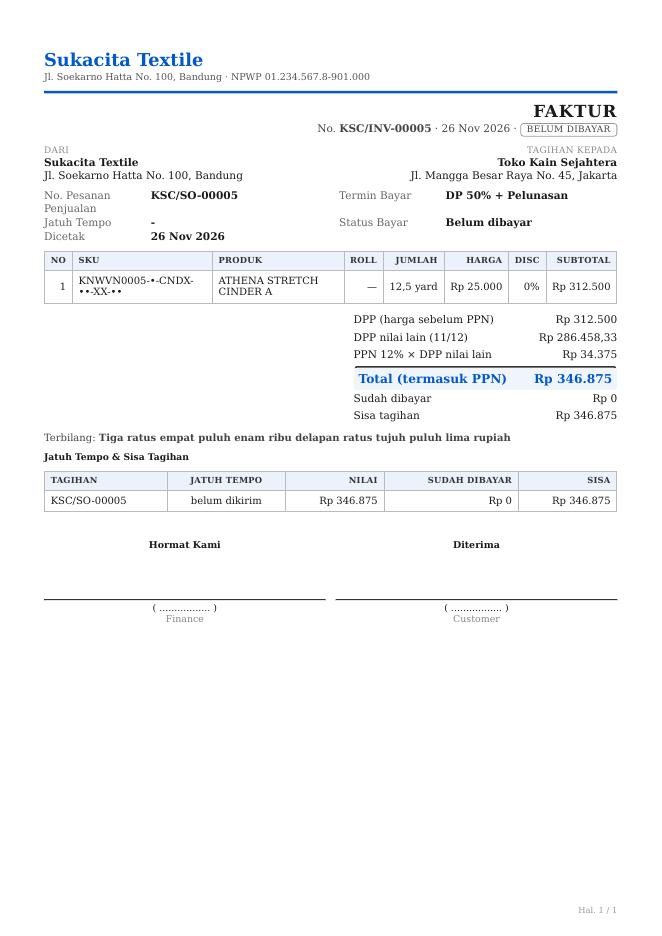 Sukacita Textile
Jl. Soekarno Hatta No. 100, Bandung · NPWP 01.234.567.8-901.000
FAKTUR
No. KSC/INV-00005 · 26 Nov 2026 · BELUM DIBAYAR
DARI
Sukacita Textile
Jl. Soekarno Hatta No. 100, Bandung
TAGIHAN KEPADA
Toko Kain Sejahtera
Jl. Mangga Besar Raya No. 45, Jakarta
No. Pesanan Penjualan KSC/SO-00005 Termin Bayar DP 50% + Pelunasan
Jatuh Tempo - Status Bayar Belum dibayar
Dicetak 26 Nov 2026
NO SKU PRODUK ROLL JUMLAH HARGA DISC SUBTOTAL
1 KNWVN0005-•-CNDX-••-XX-•• ATHENA STRETCH CINDER A — 12,5 yard Rp 25.000 0% Rp 312.500
DPP (harga sebelum PPN) Rp 312.500
DPP nilai lain (11/12) Rp 286.458,33
PPN 12% × DPP nilai lain Rp 34.375
Total (termasuk PPN) Rp 346.875
Sudah dibayar Rp 0
Sisa tagihan Rp 346.875
Terbilang: Tiga ratus empat puluh enam ribu delapan ratus tujuh puluh lima rupiah
Jatuh Tempo & Sisa Tagihan
TAGIHAN JATUH TEMPO NILAI SUDAH DIBAYAR SISA
KSC/SO-00005 belum dikirim Rp 346.875 Rp 0 Rp 346.875
Hormat Kami Diterima
( ................ ) ( ................ )
Finance Customer
Hal. 1 / 1